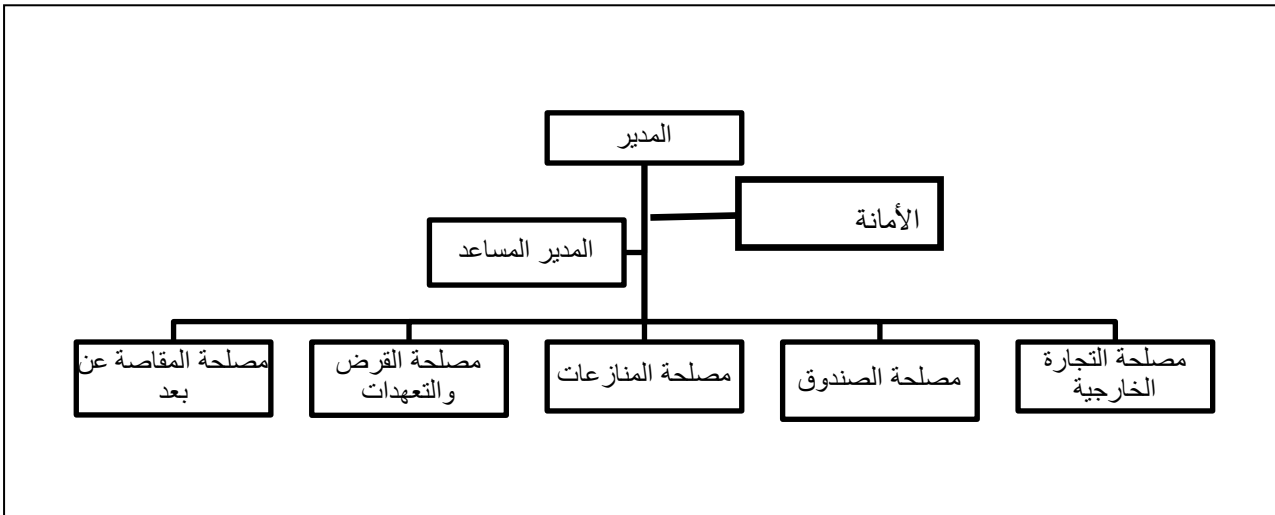 المدير
الأمانة
المدير المساعد
مصلحة التجارة
الخارجية
مصلحة الصندوق
مصلحة المنازعات
مصلحة القرض
والتعهدات
مصلحة المقاصة عن
بعد